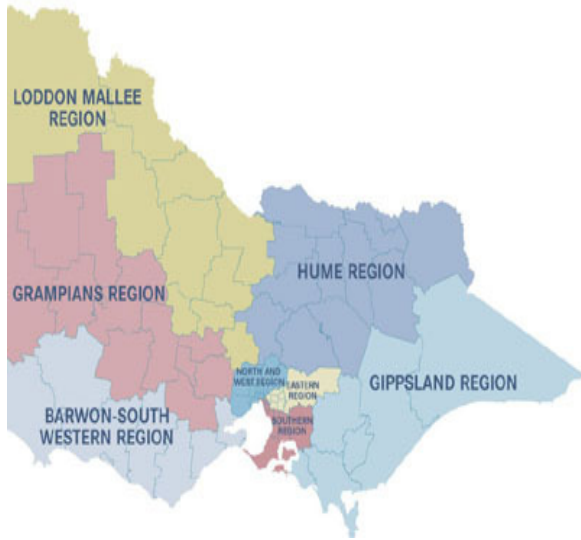 LODDON MALLEE
REGION
HUME REGION
GRAMPIANS REGION
NORTH AND
WEST REGION
EASTERN
REGION
GIPPSLAND REGION
BARWON-SOUTH
WESTERN REGION
SOUTHERN
REGION